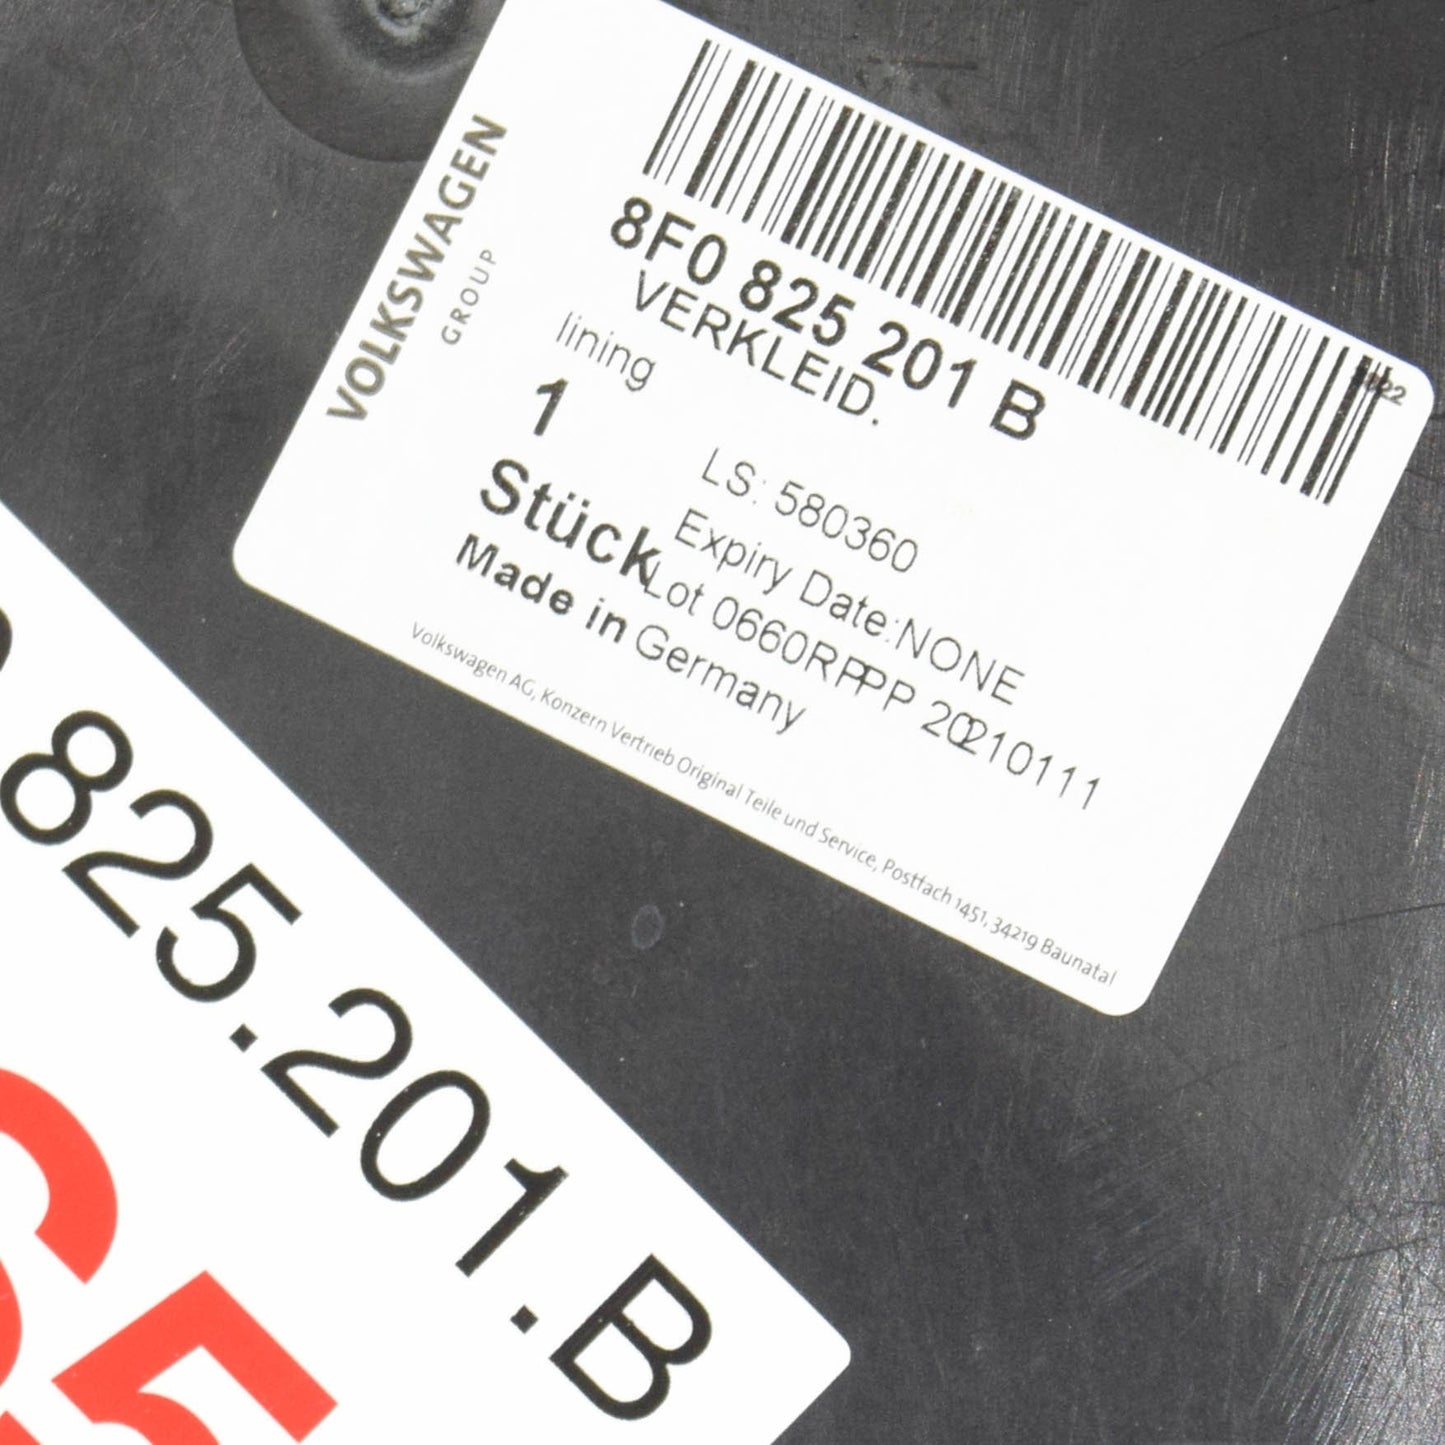 VOLKSWAGEN
GROUP
8F0 825 201 B
VERKLEID.
lining
1
Stück
LS: 580360
Expiry Date:NONE
Lot 0660RPPP 20210111
Made in Germany
Volkswagen AG, Konzern Vertrieb Original Teile und Service, Postfach 1451, 34219 Baunatal
825.201.B